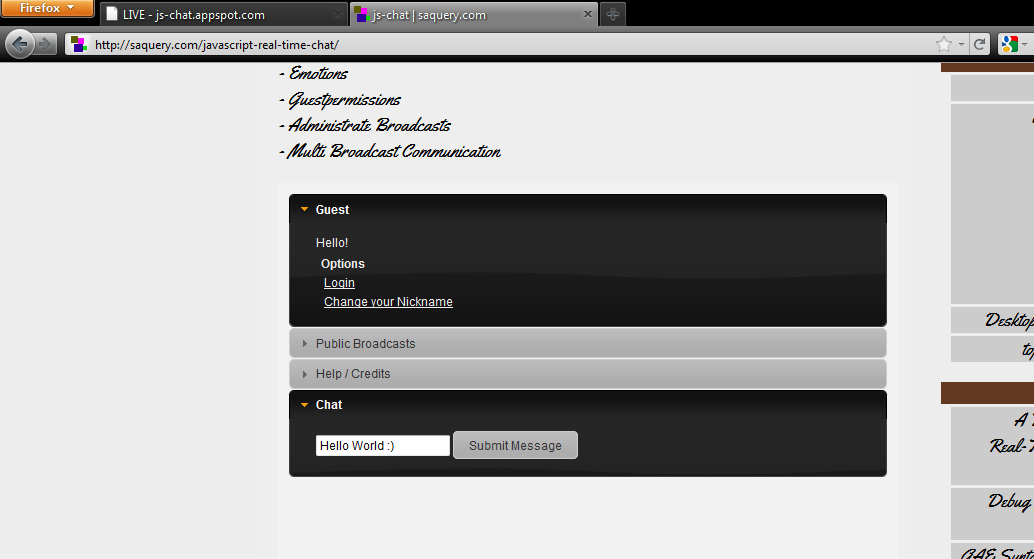 Firefox
LIVE - js-chat.appspot.com
js-chat | saquery.com
http://saquery.com/javascript-real-time-chat/
- Emotions
- Guestpermissions
- Administrate Broadcasts
- Multi Broadcast Communication
Guest
Hello!
Options
Login
Change your Nickname
Public Broadcasts
Help / Credits
Chat
Hello World :)
Submit Message
Desktop
to
A
Real-
Debug
GAE